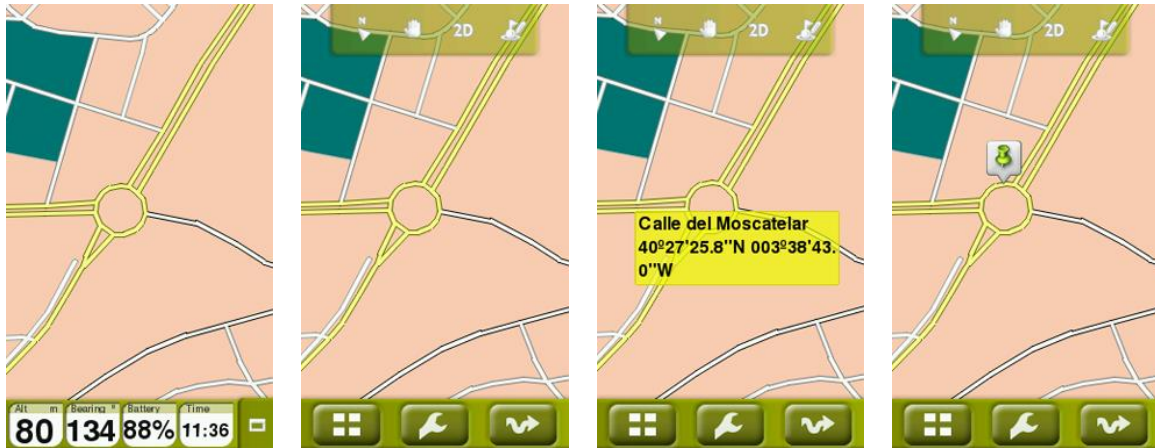 Alt m Bearing º Battery Time
80 134 88% 11:36
N 2D
N 2D
Calle del Moscatelar
40º27'25.8"N 003º38'43.
0"W
N 2D